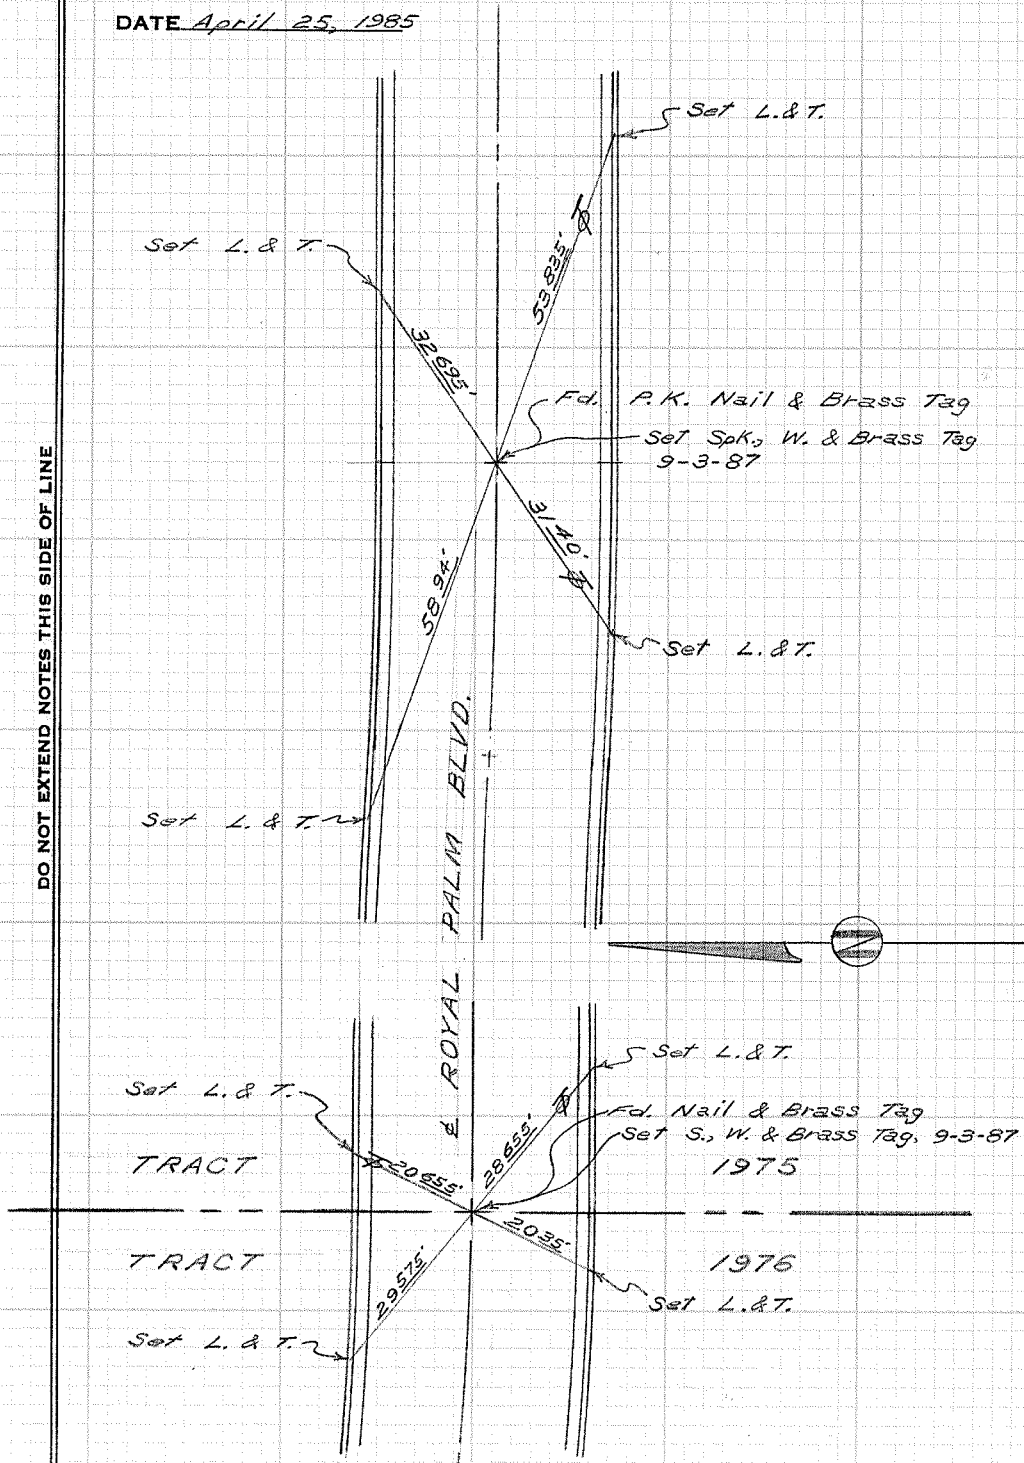 DATE April 25, 1985
Set L. & T.
Set L. & T.
53 835'
32 695'
Fd. P.K. Nail & Brass Tag
Set Spk., W. & Brass Tag
9-3-87
31 40'
58 94'
Set L. & T.
Set L. & T.
DO NOT EXTEND NOTES THIS SIDE OF LINE
℄ ROYAL PALM BLVD.
N
Set L. & T.
Set L. & T.
Fd. Nail & Brass Tag
Set S., W. & Brass Tag, 9-3-87
28 655'
20 655'
TRACT 1975
20 35'
TRACT 1976
29 575'
Set L. & T.
Set L. & T.